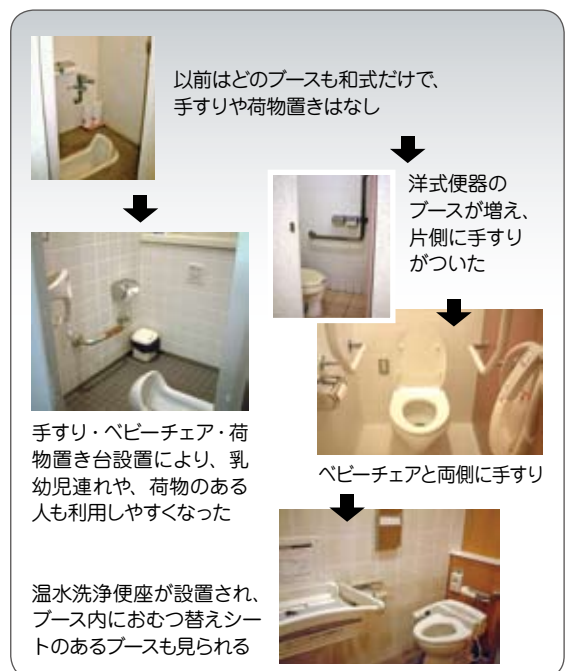 以前はどのブースも和式だけで、
手すりや荷物置きはなし
洋式便器の
ブースが増え、
片側に手すり
がついた
手すり・ベビーチェア・荷
物置き台設置により、乳
幼児連れや、荷物のある
人も利用しやすくなった
ベビーチェアと両側に手すり
温水洗浄便座が設置され、
ブース内におむつ替えシー
トのあるブースも見られる